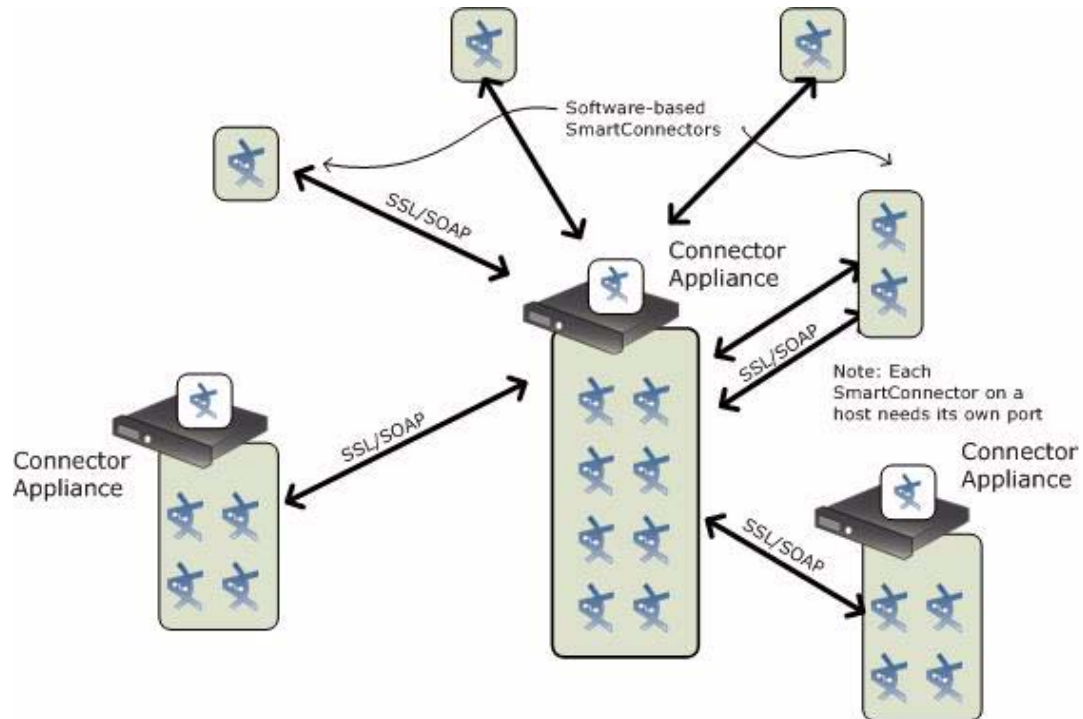 Software-based
SmartConnectors
SSL/SOAP
Connector
Appliance
SSL/SOAP
Note: Each
SmartConnector on a
host needs its own port
SSL/SOAP
Connector
Appliance
Connector
Appliance
SSL/SOAP